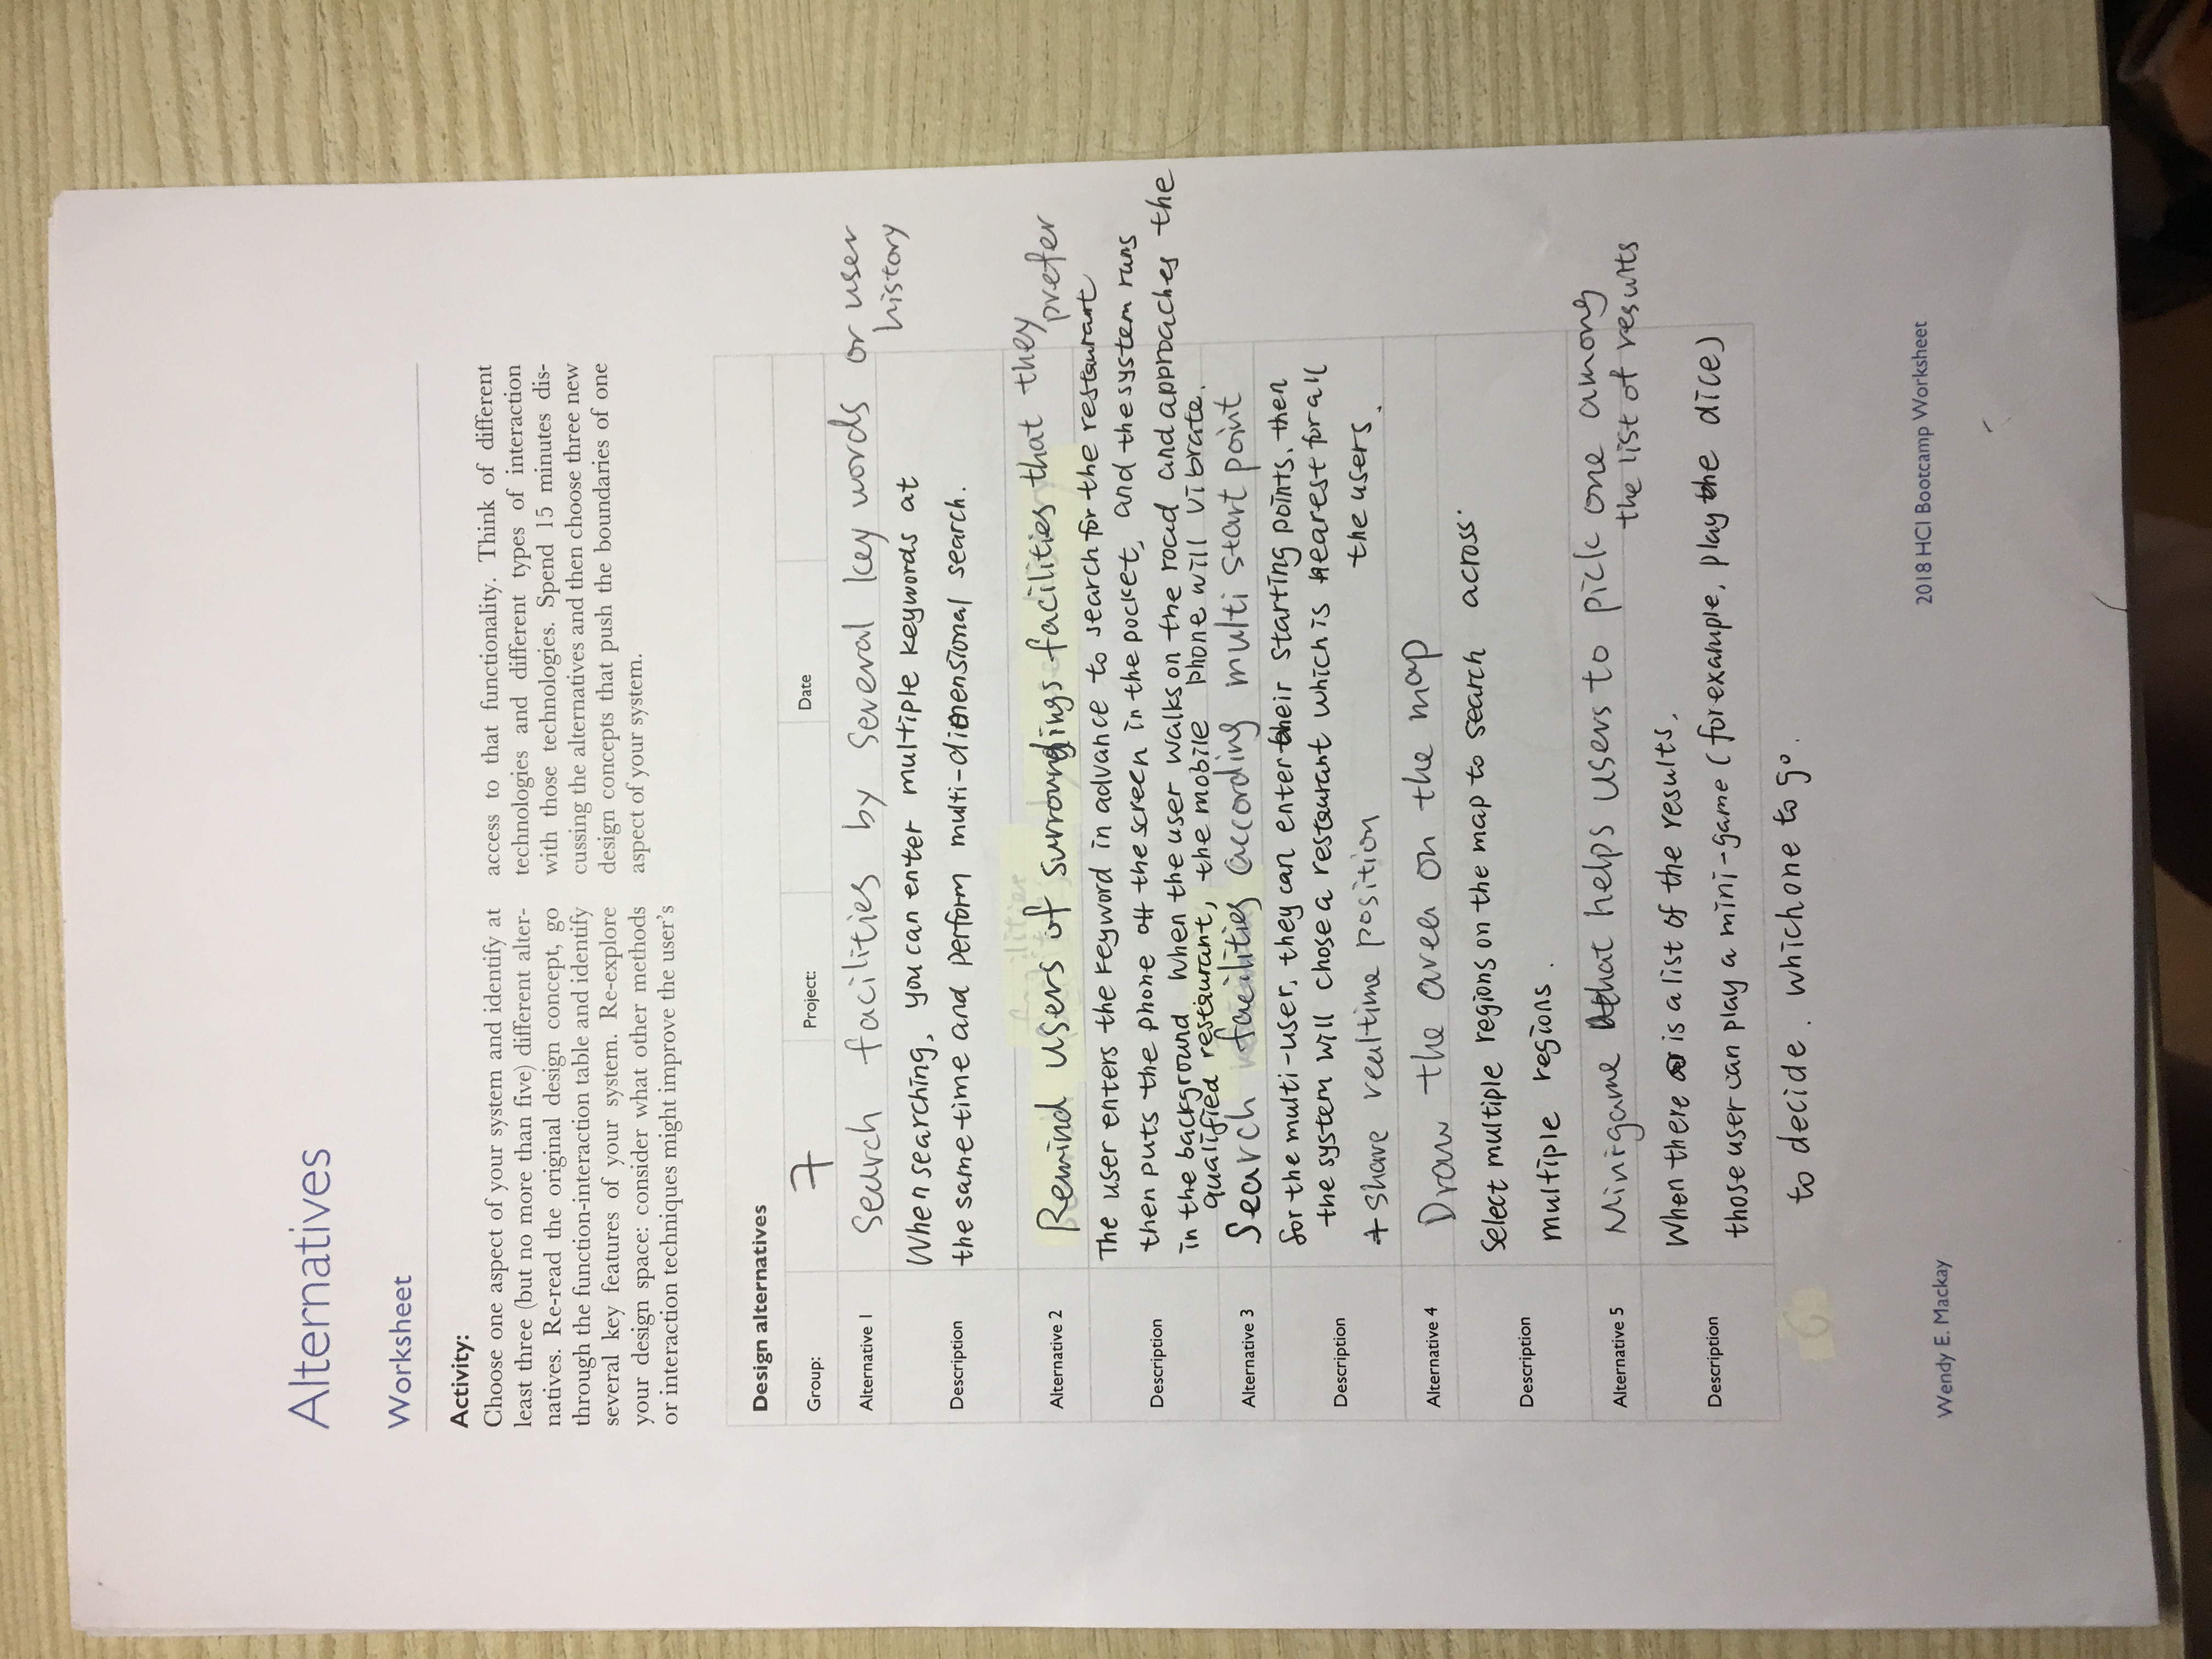 Alternatives
Worksheet
Activity:
Choose one aspect of your system and identify at
least three (but no more than five) different alter-
natives. Re-read the original design concept, go
through the function-interaction table and identify
several key features of your system. Re-explore
your design space: consider what other methods
or interaction techniques might improve the user's
access to that functionality. Think of different
technologies and different types of interaction
with those technologies. Spend 15 minutes dis-
cussing the alternatives and then choose three new
design concepts that push the boundaries of one
aspect of your system.
Design alternatives
Group: 7 Project: Date
Alternative 1 Search facilities by several key words or user
history
Description
When searching, you can enter multiple keywords at
the same time and perform multi-dimensional search.
Alternative 2 Remind users of surroundings facilities that they
prefer
Description
The user enters the keyword in advance to search for the restaurant
then puts the phone off the screen in the pocket, and the system runs
in the background When the user walks on the road and approaches the
qualified restaurant, the mobile phone will vibrate.
Alternative 3 Search facilities according multi start point
Description
for the multi-user, they can enter their starting points. then
the system will chose a restaurant which is nearest for all
the users.
+ Share realtime position
Alternative 4 Draw the area on the map
Description
Select multiple regions on the map to search across
multiple regions.
Alternative 5 Minigame that helps users to pick one among
the list of results
Description
When there is a list of the results,
those user can play a mini-game (for example, play the dice)
to decide. which one to go.
Wendy E. Mackay
2018 HCI Bootcamp Worksheet